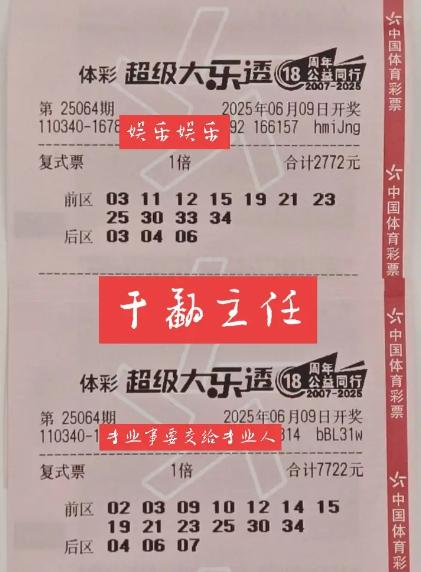 体彩 超级大乐透 18周年公益同行 2007-2025
第 25064期 2025年06月09日开奖
110340-1678 92 166157 hmiJng
娱乐娱乐
复式票 1倍 合计2772元
前区 03 11 12 15 19 21 23
25 30 33 34
后区 03 04 06
干翻主任
体彩 超级大乐透 18周年公益同行 2007-2025
第 25064期 2025年06月09日开奖
110340-1 314 bBL31w
专业事要交给专业人
复式票 1倍 合计7722元
前区 02 03 09 10 12 14 15
19 21 23 25 30 34
后区 04 06 07
中国体育彩票
中国体育彩票
中国体育彩票
中国体育彩票